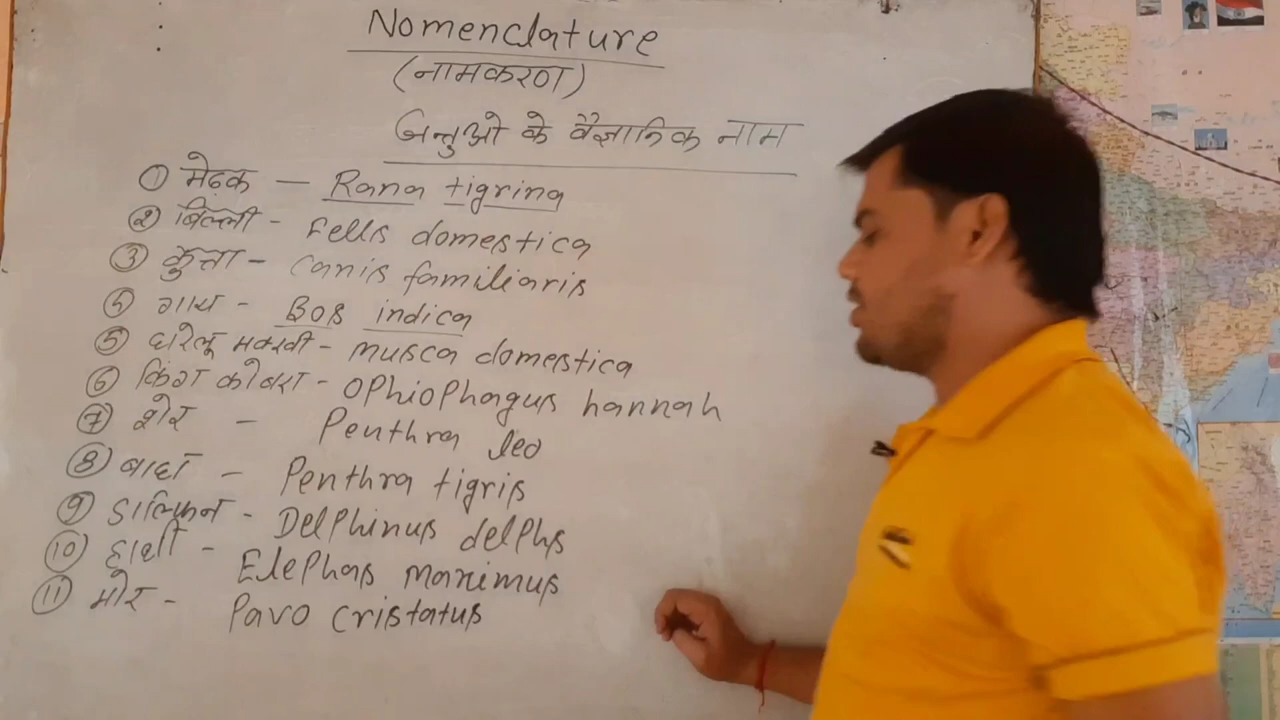 Nomenclature
(नामकरण)
जन्तुओ के वैज्ञानिक नाम
① मेढ़क — Rana tigrina
② बिल्ली - Felis domestica
③ कुत्ता - Canis familiaris
④ गाय - Bos indica
⑤ घरेलू मक्खी - Musca domestica
⑥ किंग कोबरा - Ophiophagus hannah
⑦ शेर - Penthra leo
⑧ बाघ - Penthra tigris
⑨ डाल्फिन - Delphinus delphs
⑩ हाथी - Elephas maximus
⑪ मोर - Pavo cristatus